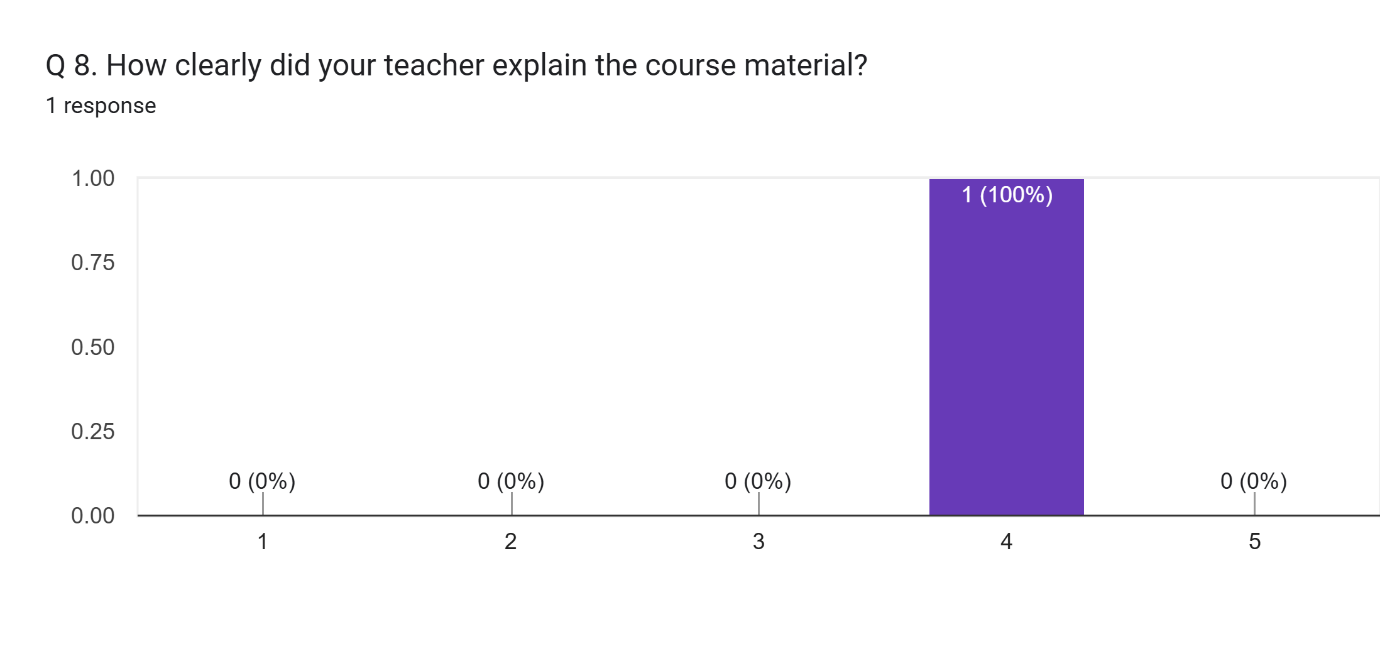 Q 8. How clearly did your teacher explain the course material?
1 response
1.00
1 (100%)
0.75
0.50
0.25
0 (0%) 0 (0%) 0 (0%) 0 (0%)
0.00
1 2 3 4 5